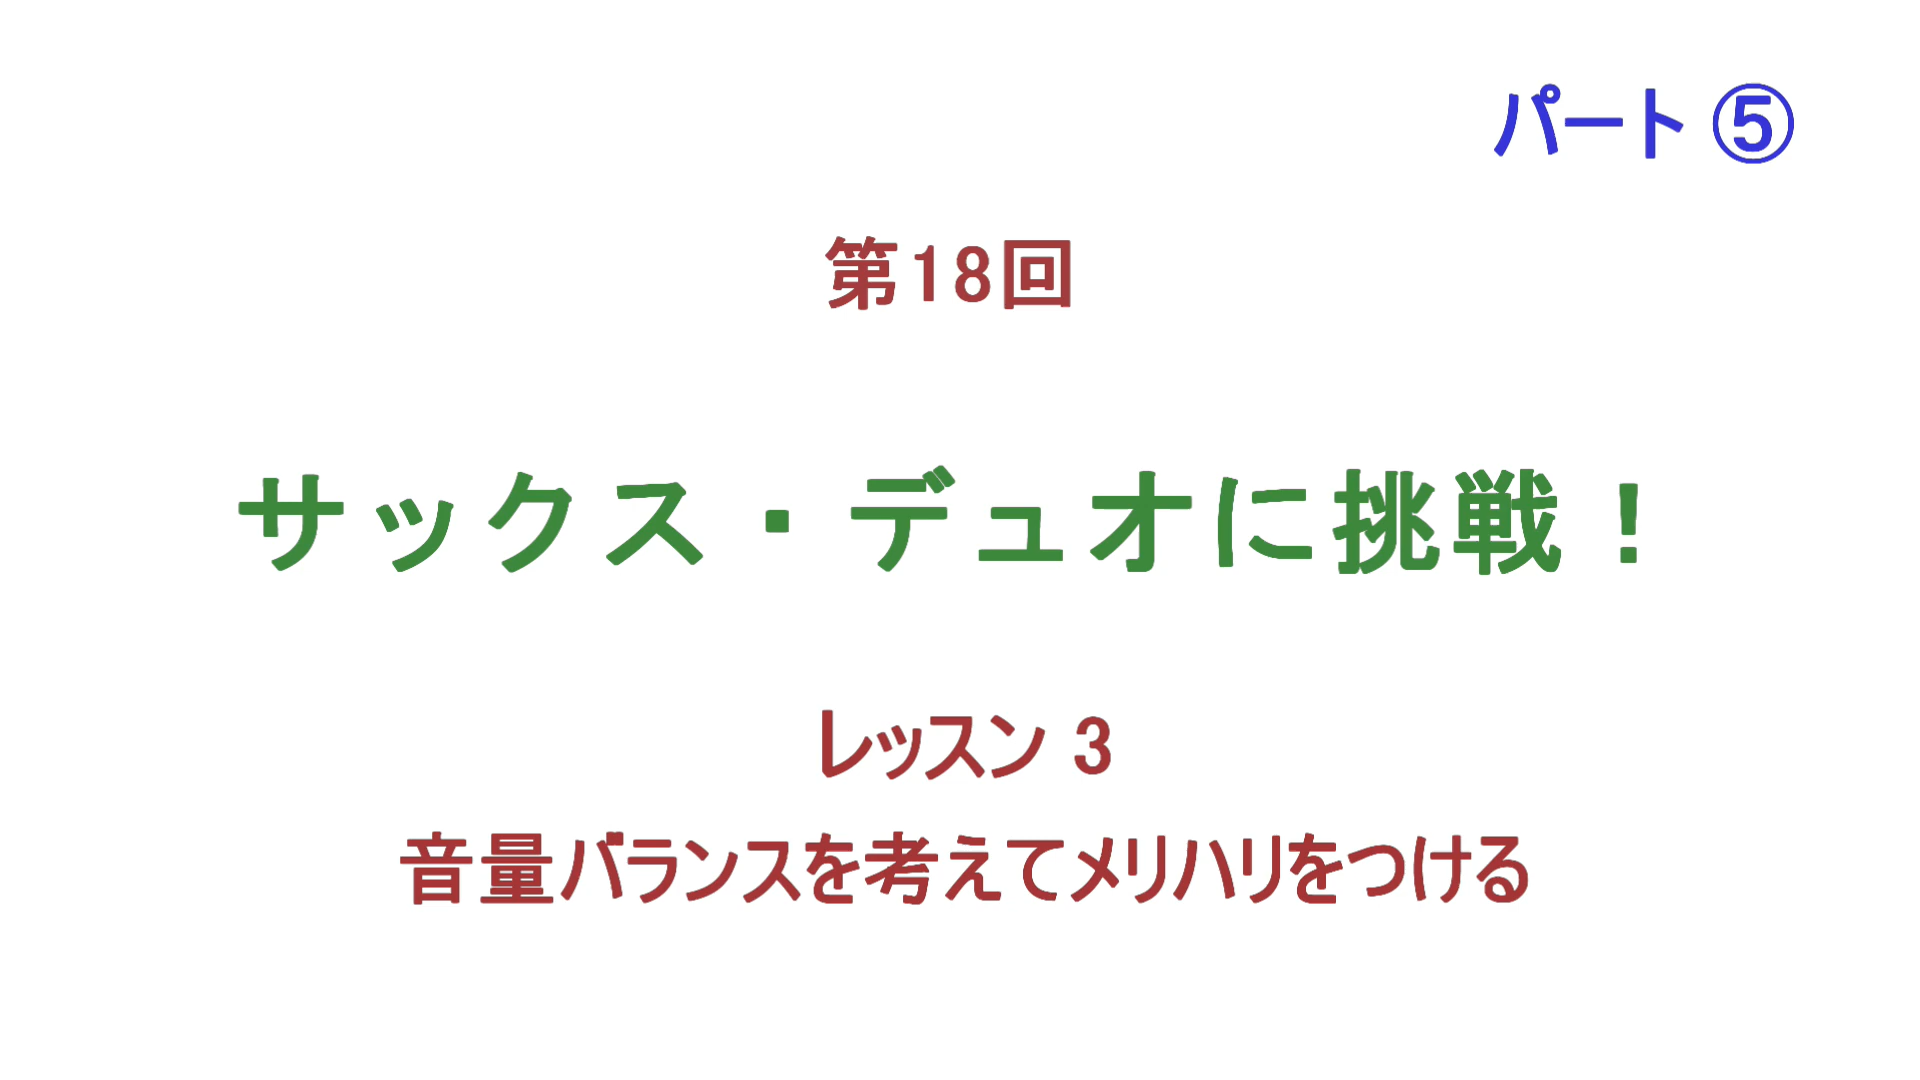 パート ⑤
第18回
サックス・デュオに挑戦！
レッスン 3
音量バランスを考えてメリハリをつける